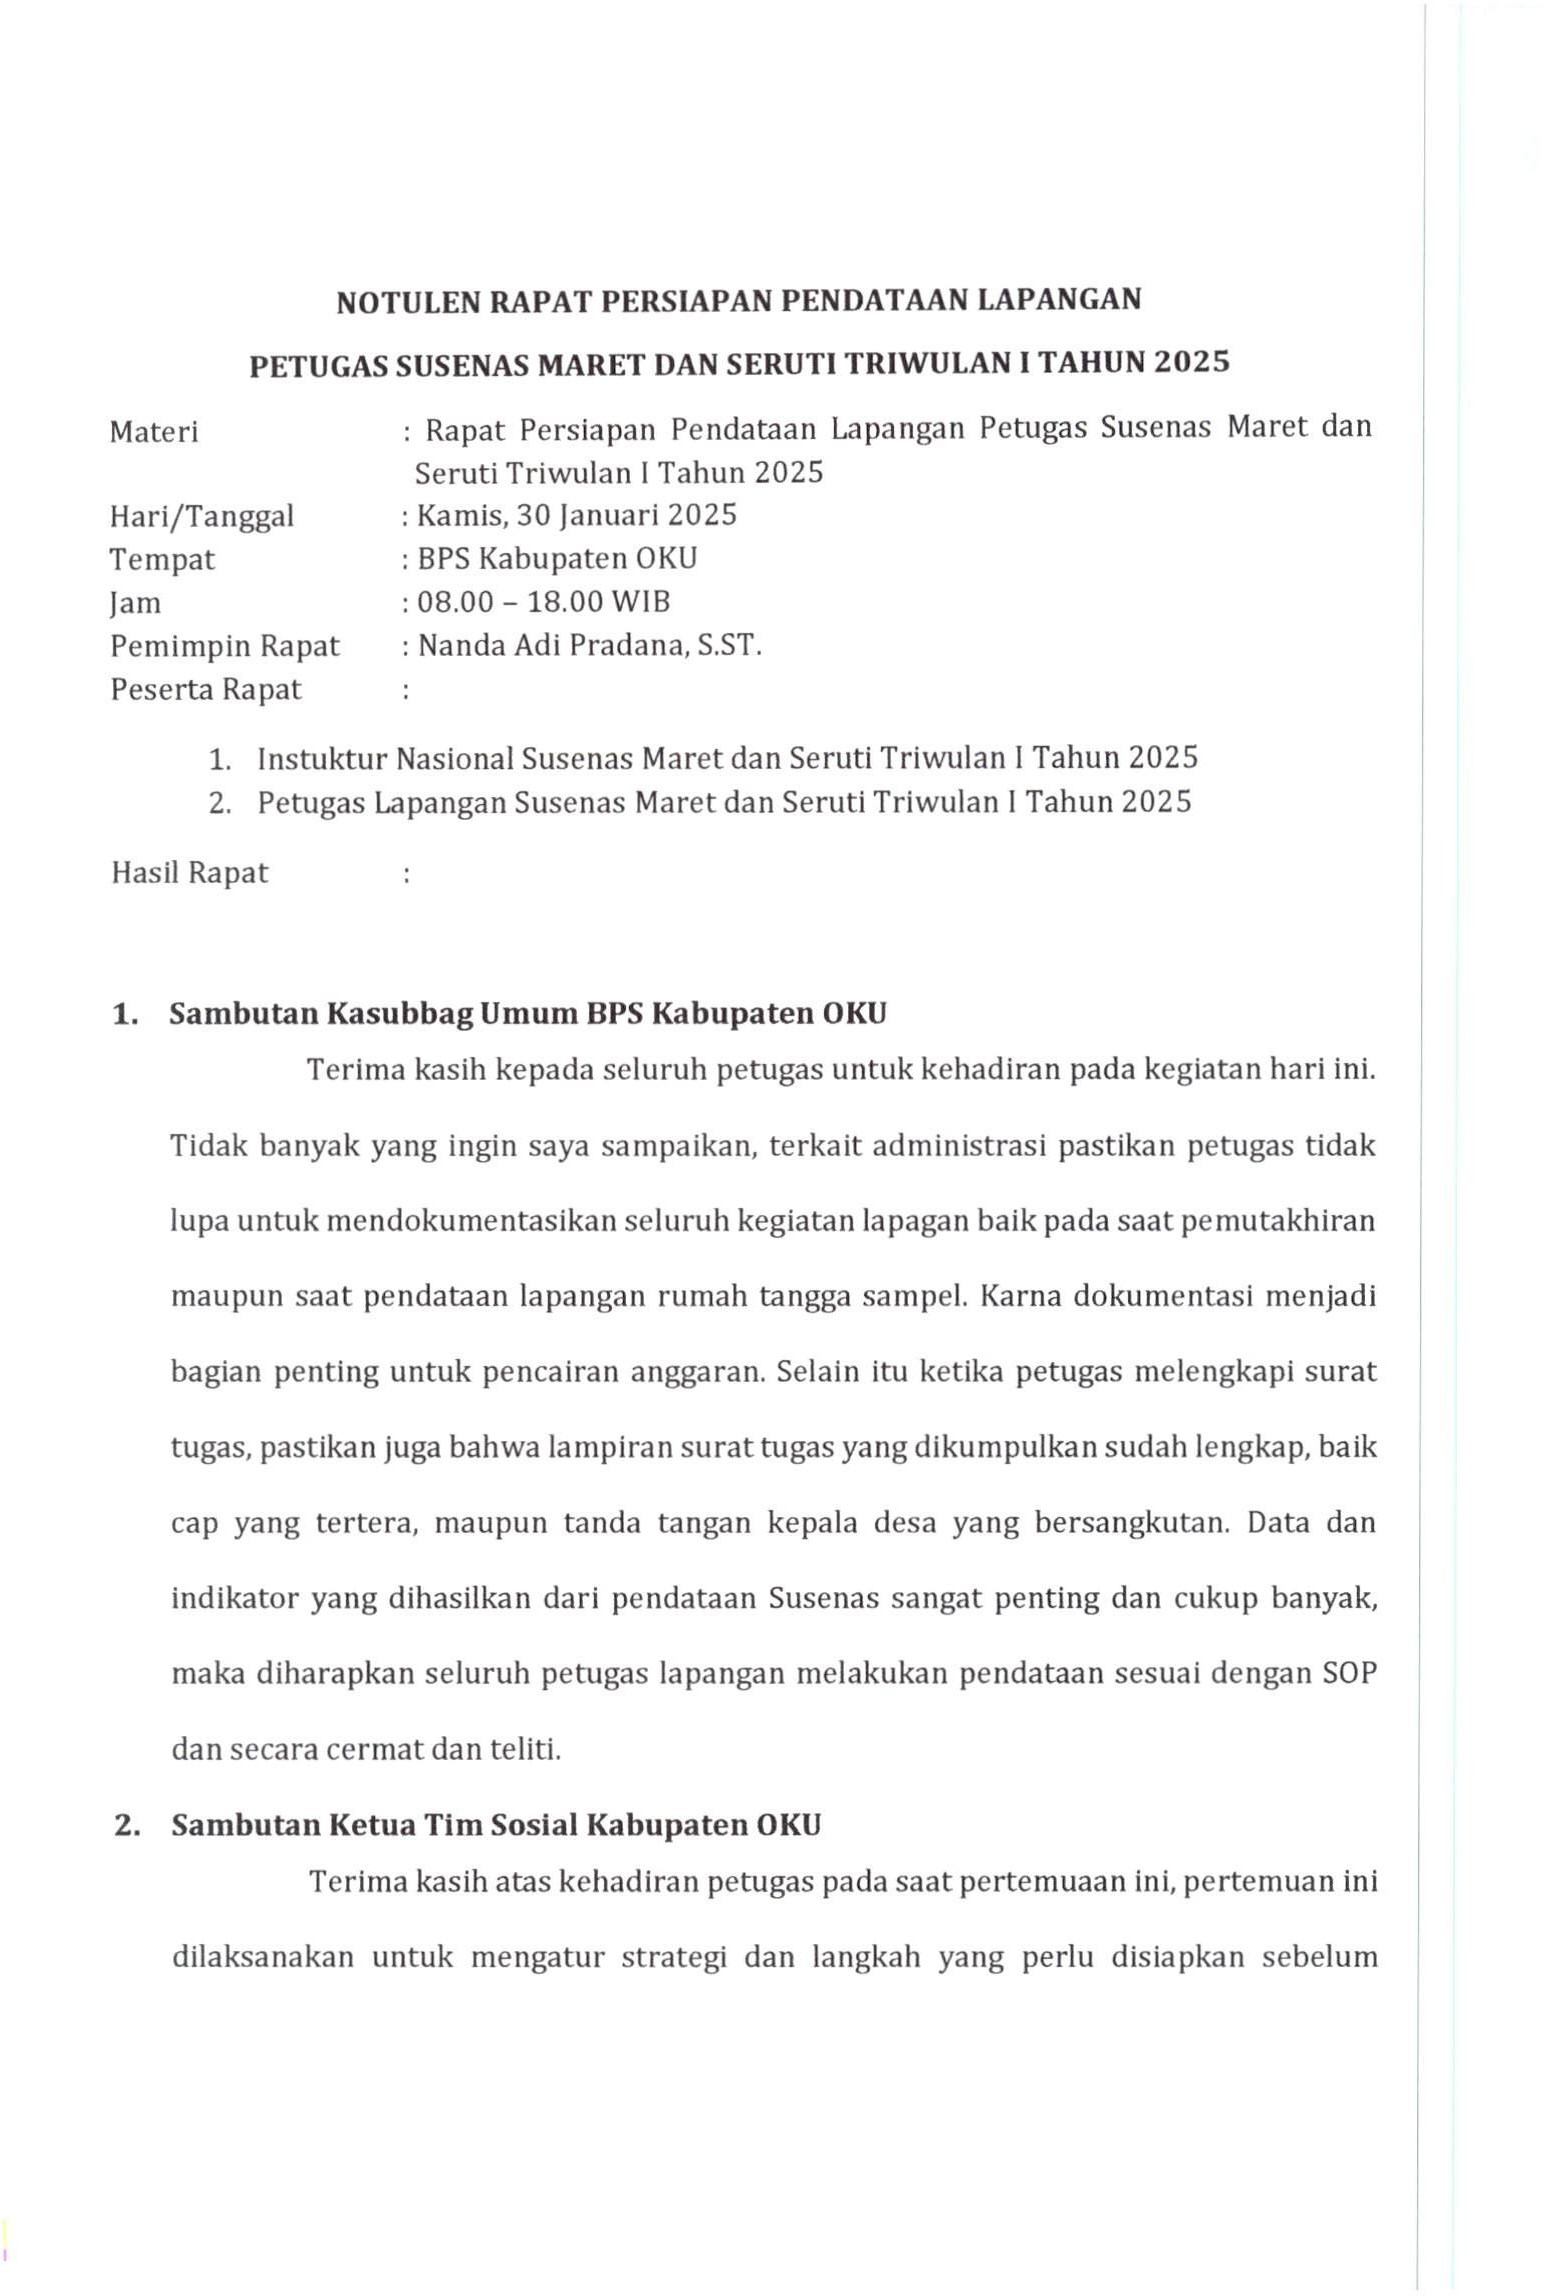 NOTULEN RAPAT PERSIAPAN PENDATAAN LAPANGAN
PETUGAS SUSENAS MARET DAN SERUTI TRIWULAN I TAHUN 2025
Materi : Rapat Persiapan Pendataan Lapangan Petugas Susenas Maret dan
Seruti Triwulan I Tahun 2025
Hari/Tanggal : Kamis, 30 Januari 2025
Tempat : BPS Kabupaten OKU
Jam : 08.00 – 18.00 WIB
Pemimpin Rapat : Nanda Adi Pradana, S.ST.
Peserta Rapat :
1. Instuktur Nasional Susenas Maret dan Seruti Triwulan I Tahun 2025
2. Petugas Lapangan Susenas Maret dan Seruti Triwulan I Tahun 2025
Hasil Rapat :
1. Sambutan Kasubbag Umum BPS Kabupaten OKU
Terima kasih kepada seluruh petugas untuk kehadiran pada kegiatan hari ini.
Tidak banyak yang ingin saya sampaikan, terkait administrasi pastikan petugas tidak
lupa untuk mendokumentasikan seluruh kegiatan lapagan baik pada saat pemutakhiran
maupun saat pendataan lapangan rumah tangga sampel. Karna dokumentasi menjadi
bagian penting untuk pencairan anggaran. Selain itu ketika petugas melengkapi surat
tugas, pastikan juga bahwa lampiran surat tugas yang dikumpulkan sudah lengkap, baik
cap yang tertera, maupun tanda tangan kepala desa yang bersangkutan. Data dan
indikator yang dihasilkan dari pendataan Susenas sangat penting dan cukup banyak,
maka diharapkan seluruh petugas lapangan melakukan pendataan sesuai dengan SOP
dan secara cermat dan teliti.
2. Sambutan Ketua Tim Sosial Kabupaten OKU
Terima kasih atas kehadiran petugas pada saat pertemuaan ini, pertemuan ini
dilaksanakan untuk mengatur strategi dan langkah yang perlu disiapkan sebelum